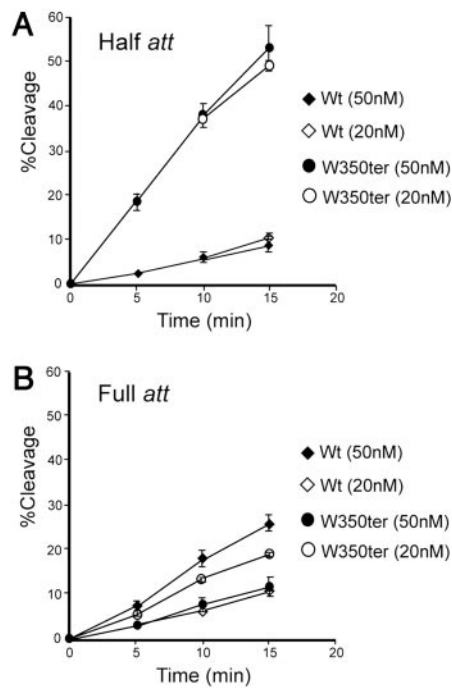 A
Half att
%Cleavage
60
50
40
30
20
10
0
0 5 10 15 20
Time (min)
Wt (50nM)
Wt (20nM)
W350ter (50nM)
W350ter (20nM)
B
Full att
%Cleavage
60
50
40
30
20
10
0
0 5 10 15 20
Time (min)
Wt (50nM)
Wt (20nM)
W350ter (50nM)
W350ter (20nM)